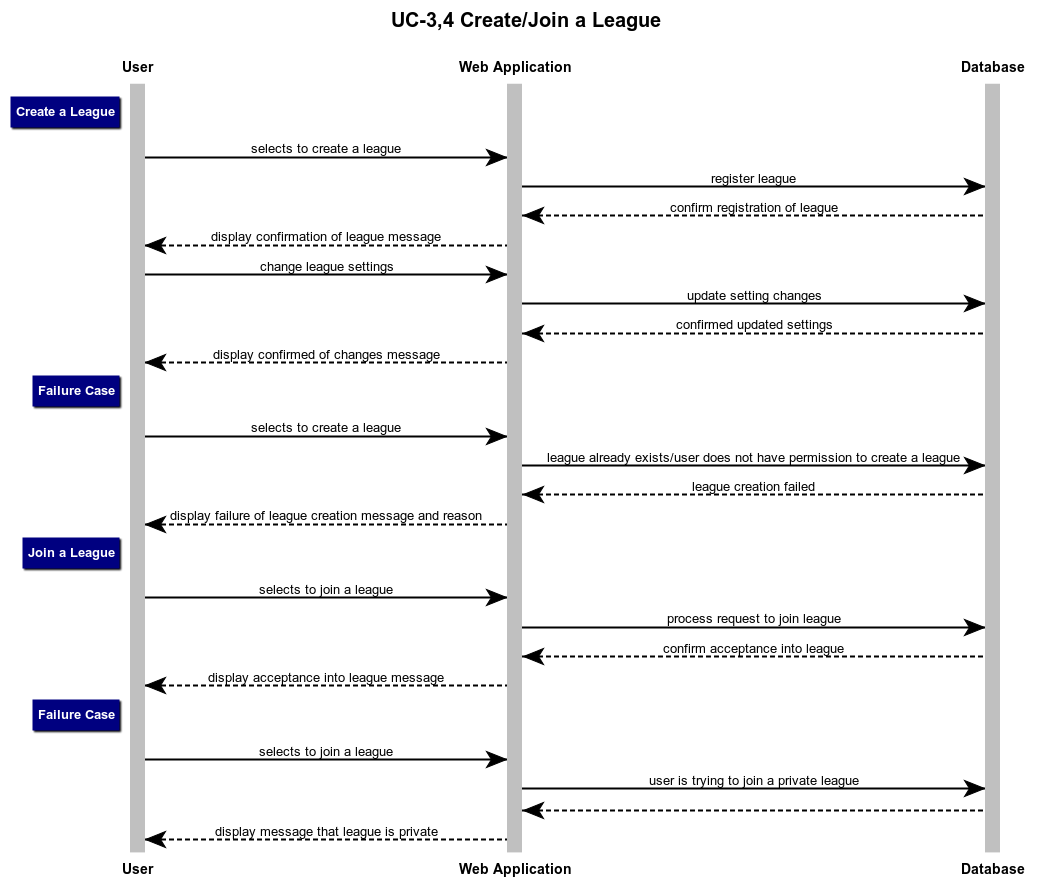 UC-3,4 Create/Join a League
User
Web Application
Database
Create a League
selects to create a league
register league
confirm registration of league
display confirmation of league message
change league settings
update setting changes
confirmed updated settings
display confirmed of changes message
Failure Case
selects to create a league
league already exists/user does not have permission to create a league
league creation failed
display failure of league creation message and reason
Join a League
selects to join a league
process request to join league
confirm acceptance into league
display acceptance into league message
Failure Case
selects to join a league
user is trying to join a private league
display message that league is private
User
Web Application
Database